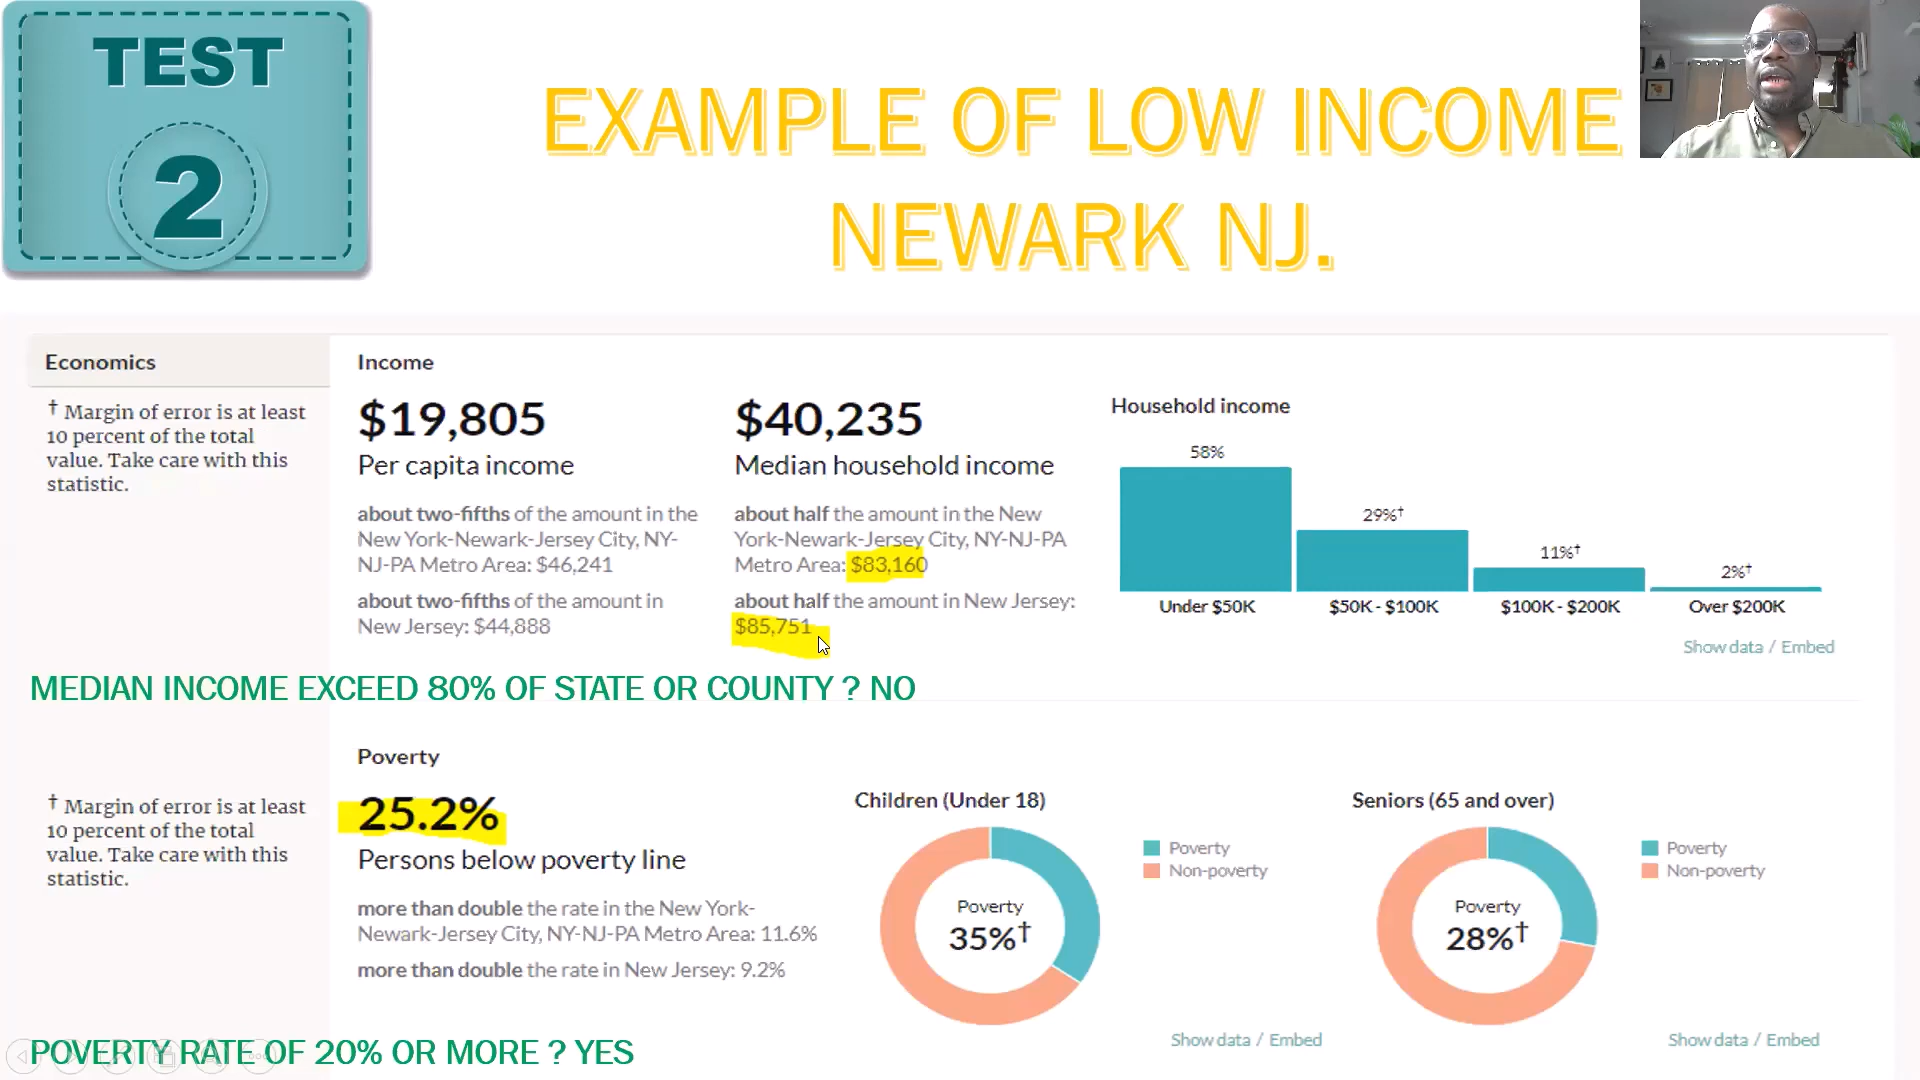 TEST
2
EXAMPLE OF LOW INCOME
NEWARK NJ.
Economics
† Margin of error is at least
10 percent of the total
value. Take care with this
statistic.
Income
$19,805
Per capita income
about two-fifths of the amount in the
New York-Newark-Jersey City, NY-
NJ-PA Metro Area: $46,241
about two-fifths of the amount in
New Jersey: $44,888
$40,235
Median household income
about half the amount in the New
York-Newark-Jersey City, NY-NJ-PA
Metro Area: $83,160
about half the amount in New Jersey:
$85,751
Household income
58%
29%†
11%†
2%†
Under $50K
$50K - $100K
$100K - $200K
Over $200K
Show data / Embed
MEDIAN INCOME EXCEED 80% OF STATE OR COUNTY ? NO
† Margin of error is at least
10 percent of the total
value. Take care with this
statistic.
Poverty
25.2%
Persons below poverty line
more than double the rate in the New York-
Newark-Jersey City, NY-NJ-PA Metro Area: 11.6%
more than double the rate in New Jersey: 9.2%
Children (Under 18)
Poverty
35%†
Poverty
Non-poverty
Show data / Embed
Seniors (65 and over)
Poverty
28%†
Poverty
Non-poverty
Show data / Embed
POVERTY RATE OF 20% OR MORE ? YES